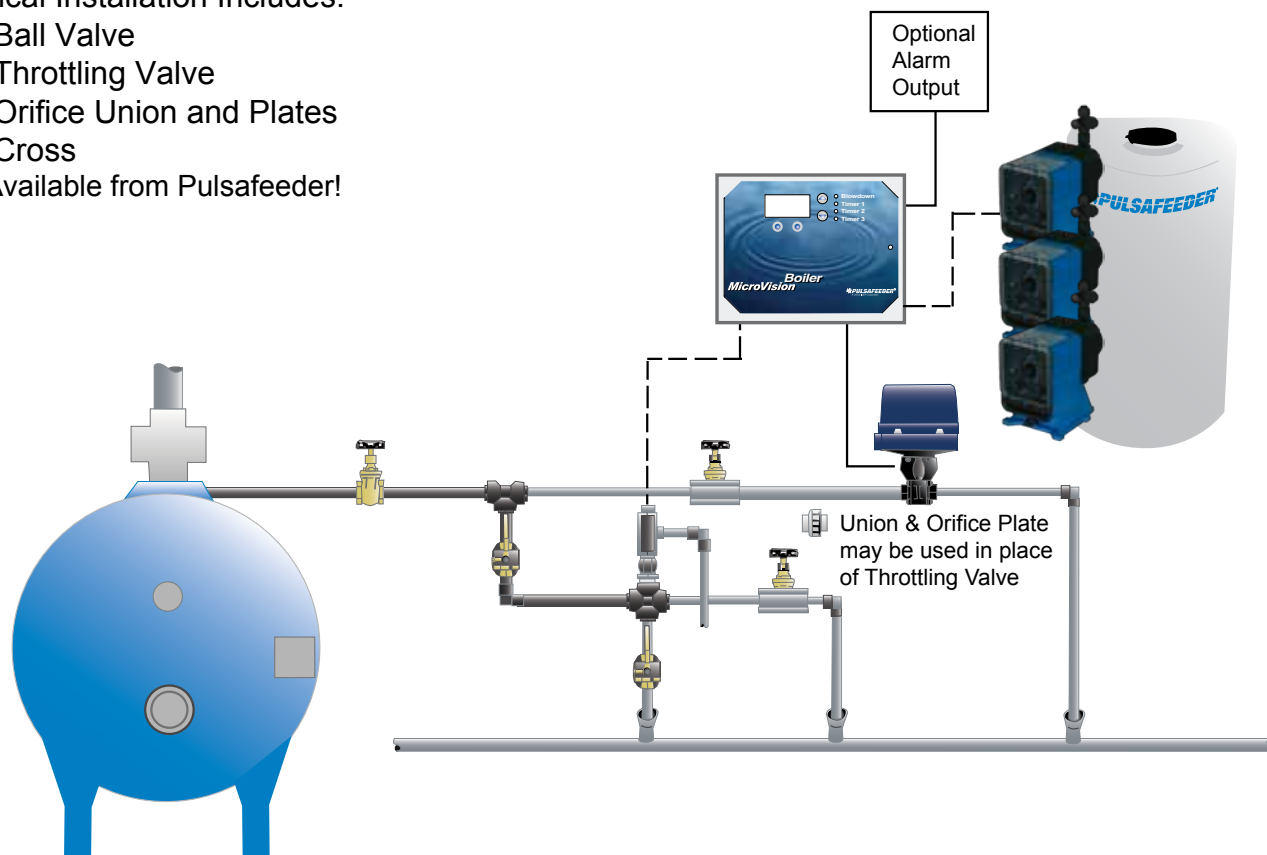 ical Installation Includes:
Ball Valve
Throttling Valve
Orifice Union and Plates
Cross
Available from Pulsafeeder!
Optional
Alarm
Output
Blowdown
Timer 1
Timer 2
Timer 3
Boiler
MicroVision
PULSAFEEDER
PULSAFEEDER
Union & Orifice Plate
may be used in place
of Throttling Valve